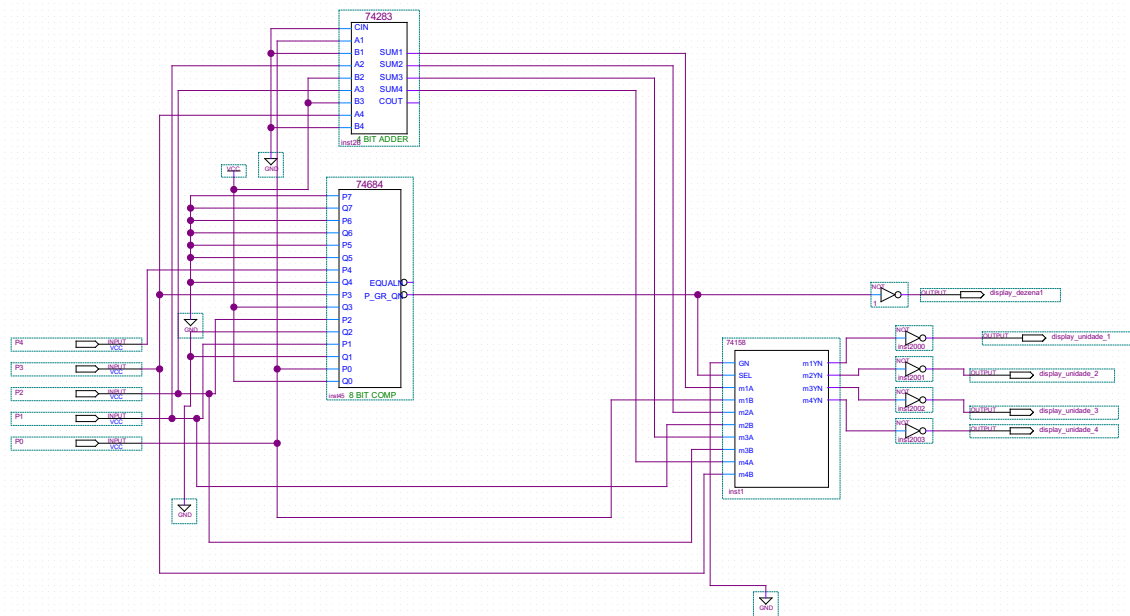 74283
CIN
A1
B1
A2
B2
A3
B3
A4
B4
SUM1
SUM2
SUM3
SUM4
COUT
4 BIT ADDER
GND
VCC
74684
P7
Q7
P6
Q6
P5
Q5
P4
Q4
P3
Q3
P2
Q2
P1
Q1
P0
Q0
EQUALN
P_GR_QN
inst45 8 BIT COMP
GND
GND
P4 INPUT VCC
P3 INPUT VCC
P2 INPUT VCC
P1 INPUT VCC
P0 INPUT VCC
74158
GN
SEL
m1A
m1B
m2A
m2B
m3A
m3B
m4A
m4B
m1YN
m2YN
m3YN
m4YN
inst1
GND
NOT
1
OUTPUT display_dezena1
NOT
inst2000
OUTPUT display_unidade_1
NOT
inst2001
OUTPUT display_unidade_2
NOT
inst2002
OUTPUT display_unidade_3
NOT
inst2003
OUTPUT display_unidade_4